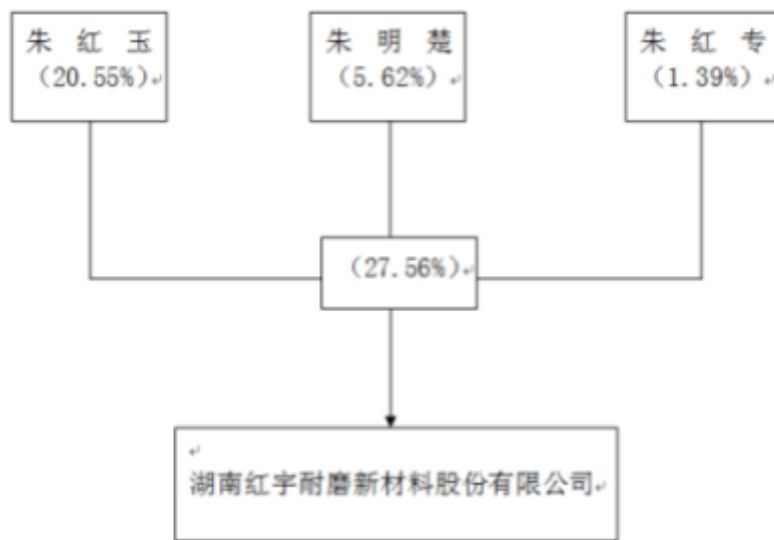 朱 红 玉
（20.55%）
朱 明 楚
（5.62%）
朱 红 专
（1.39%）
（27.56%）
湖南红宇耐磨新材料股份有限公司